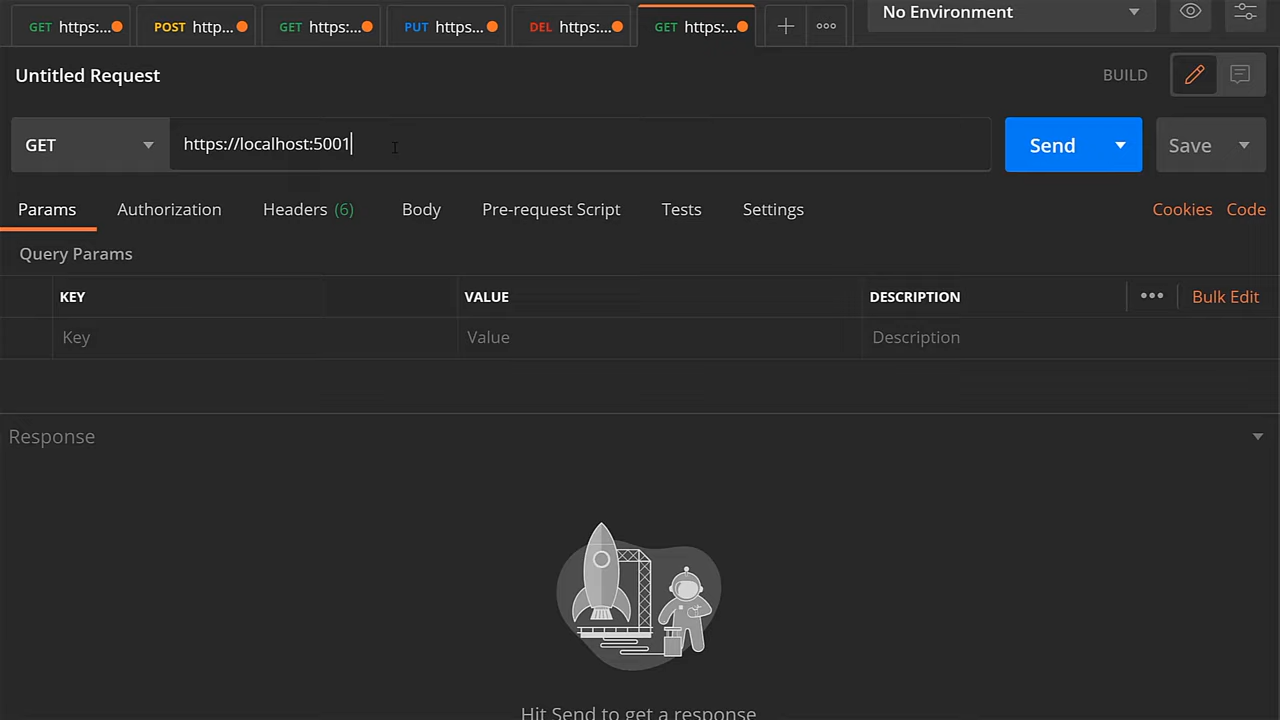 GET https:... POST http... GET https:... PUT https... DEL https:... GET https:... No Environment
Untitled Request BUILD
GET https://localhost:5001 Send Save
Params Authorization Headers (6) Body Pre-request Script Tests Settings Cookies Code
Query Params
KEY VALUE DESCRIPTION ••• Bulk Edit
Key Value Description
Response
Hit Send to get a response